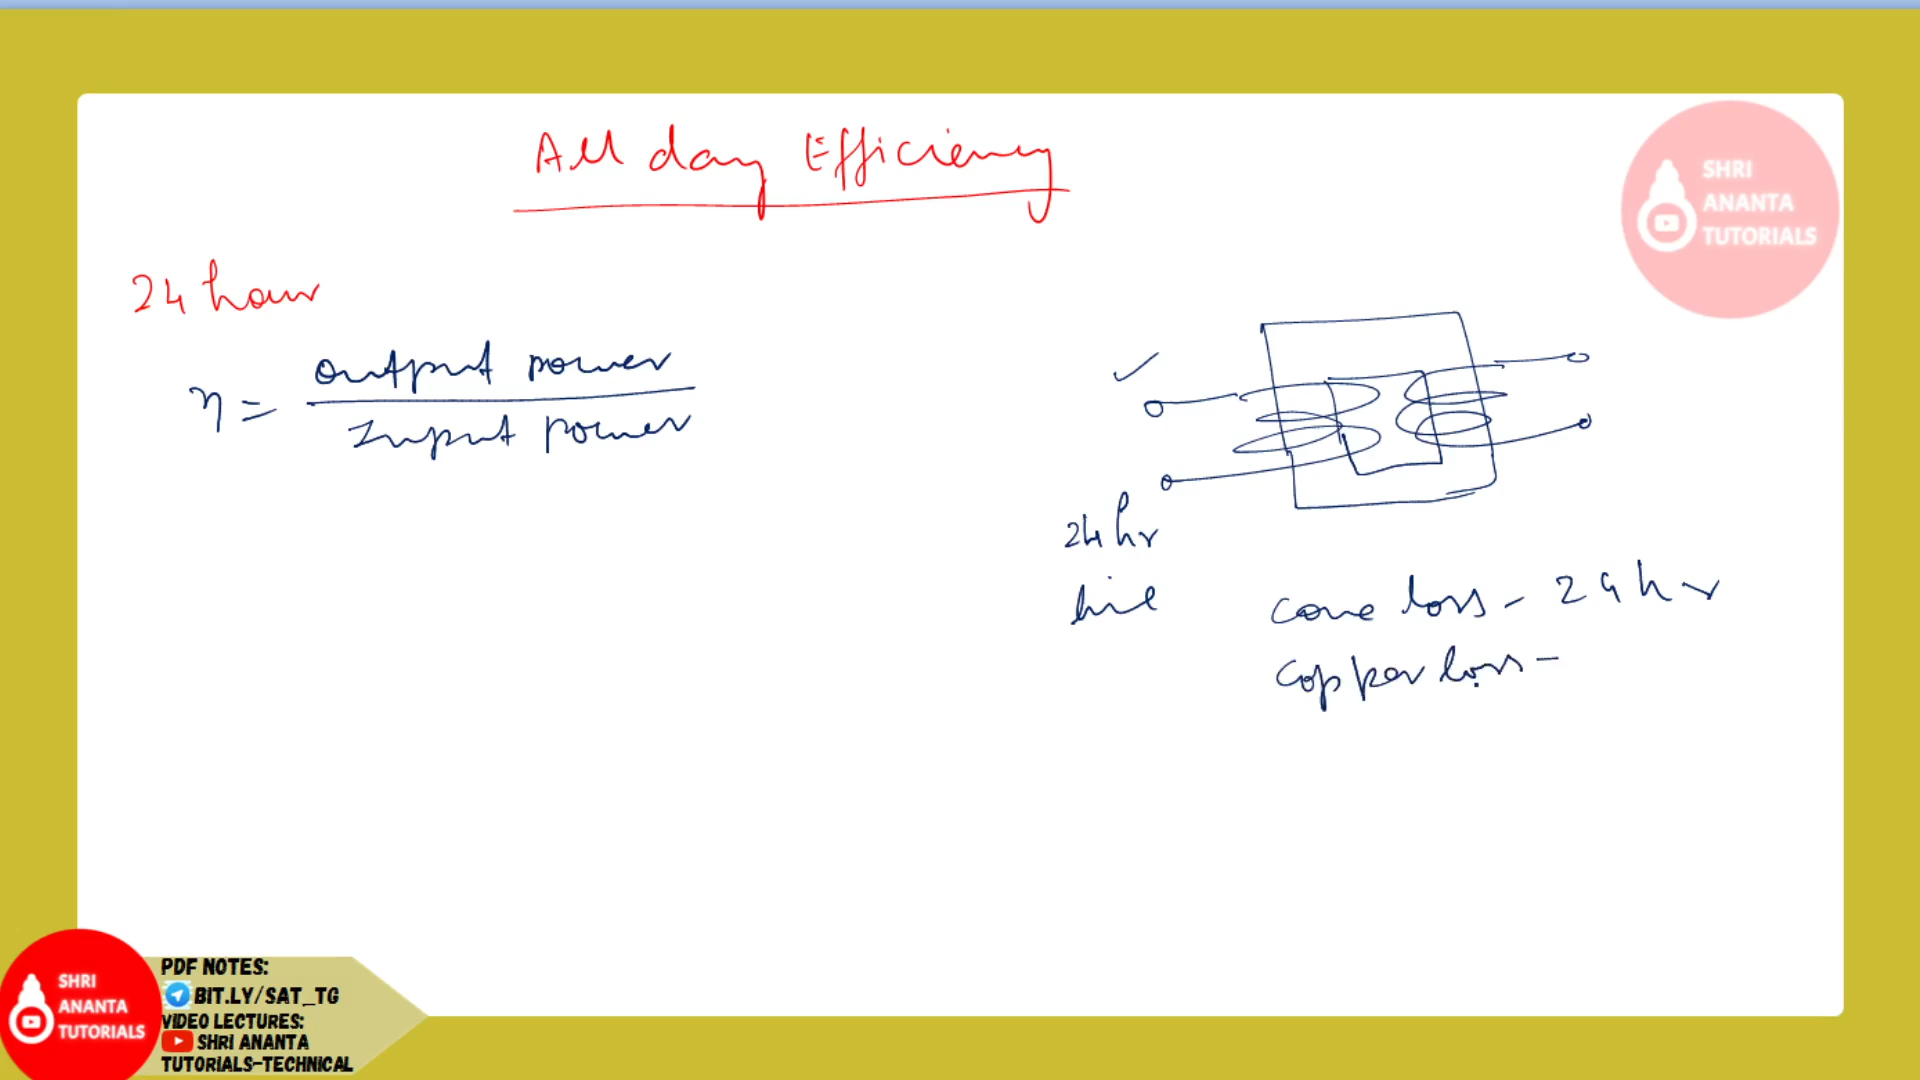 All day Efficiency
SHRI
ANANTA
TUTORIALS
24 hour
η = output power
Input power
24 hr
live
core loss - 24 hr
copper loss -
SHRI
ANANTA
TUTORIALS
PDF NOTES:
BIT.LY/SAT_TG
VIDEO LECTURES:
SHRI ANANTA
TUTORIALS-TECHNICAL